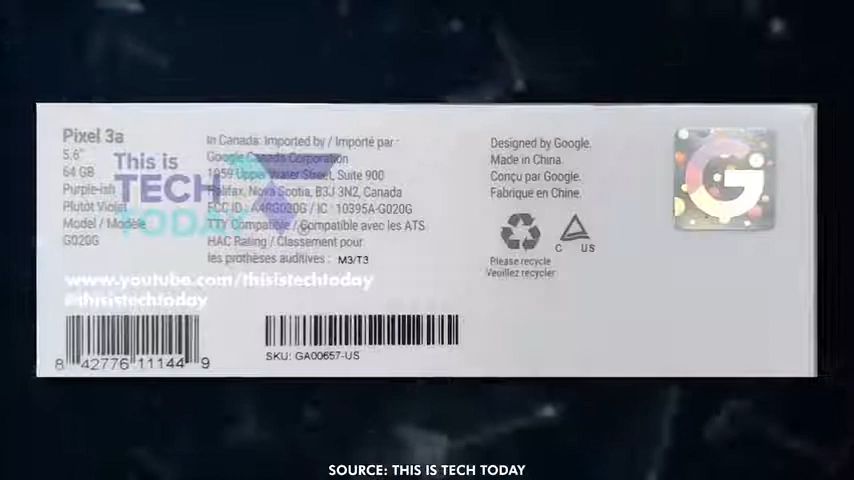 Pixel 3a
5.6"
64 GB
Purple-ish
Plutôt Violet
Model / Modèle
G020G
This is
TECH
TODAY
www.youtube.com/thisistechtoday
@thisistechtoday
8 42776 11144 9
In Canada: Imported by / Importé par :
Google Canada Corporation
1959 Upper Water Street, Suite 900
Halifax, Nova Scotia, B3J 3N2, Canada
FCC ID: A4RG020G / IC : 10395A-G020G
TTY Compatible / Compatible avec les ATS
HAC Rating / Classement pour
les prothèses auditives : M3/T3
SKU: GA00657-US
Designed by Google.
Made in China.
Conçu par Google.
Fabriqué en Chine.
C US
Please recycle
Veuillez recycler
G
SOURCE: THIS IS TECH TODAY